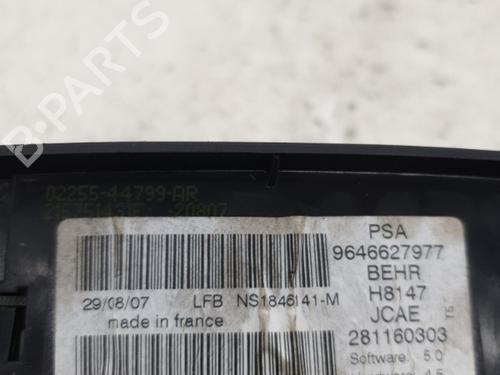 02255-44799-AR
-20807
PSA
9646627977
BEHR
H8147
JCAE
281160303
29/08/07 LFB NS1846141-M
made in france
Software: 5.0
B-PARTS